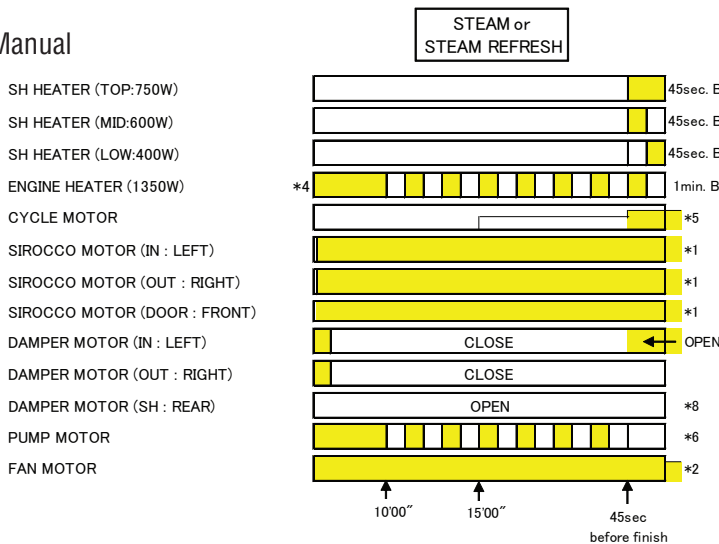 STEAM or
STEAM REFRESH
Manual
SH HEATER (TOP:750W) 45sec. B
SH HEATER (MID:600W) 45sec. B
SH HEATER (LOW:400W) 45sec. B
ENGINE HEATER (1350W) *4 1min. B
CYCLE MOTOR *5
SIROCCO MOTOR (IN : LEFT) *1
SIROCCO MOTOR (OUT : RIGHT) *1
SIROCCO MOTOR (DOOR : FRONT) *1
DAMPER MOTOR (IN : LEFT) CLOSE OPEN
DAMPER MOTOR (OUT : RIGHT) CLOSE
DAMPER MOTOR (SH : REAR) OPEN *8
PUMP MOTOR *6
FAN MOTOR *2
10'00" 15'00" 45sec
before finish